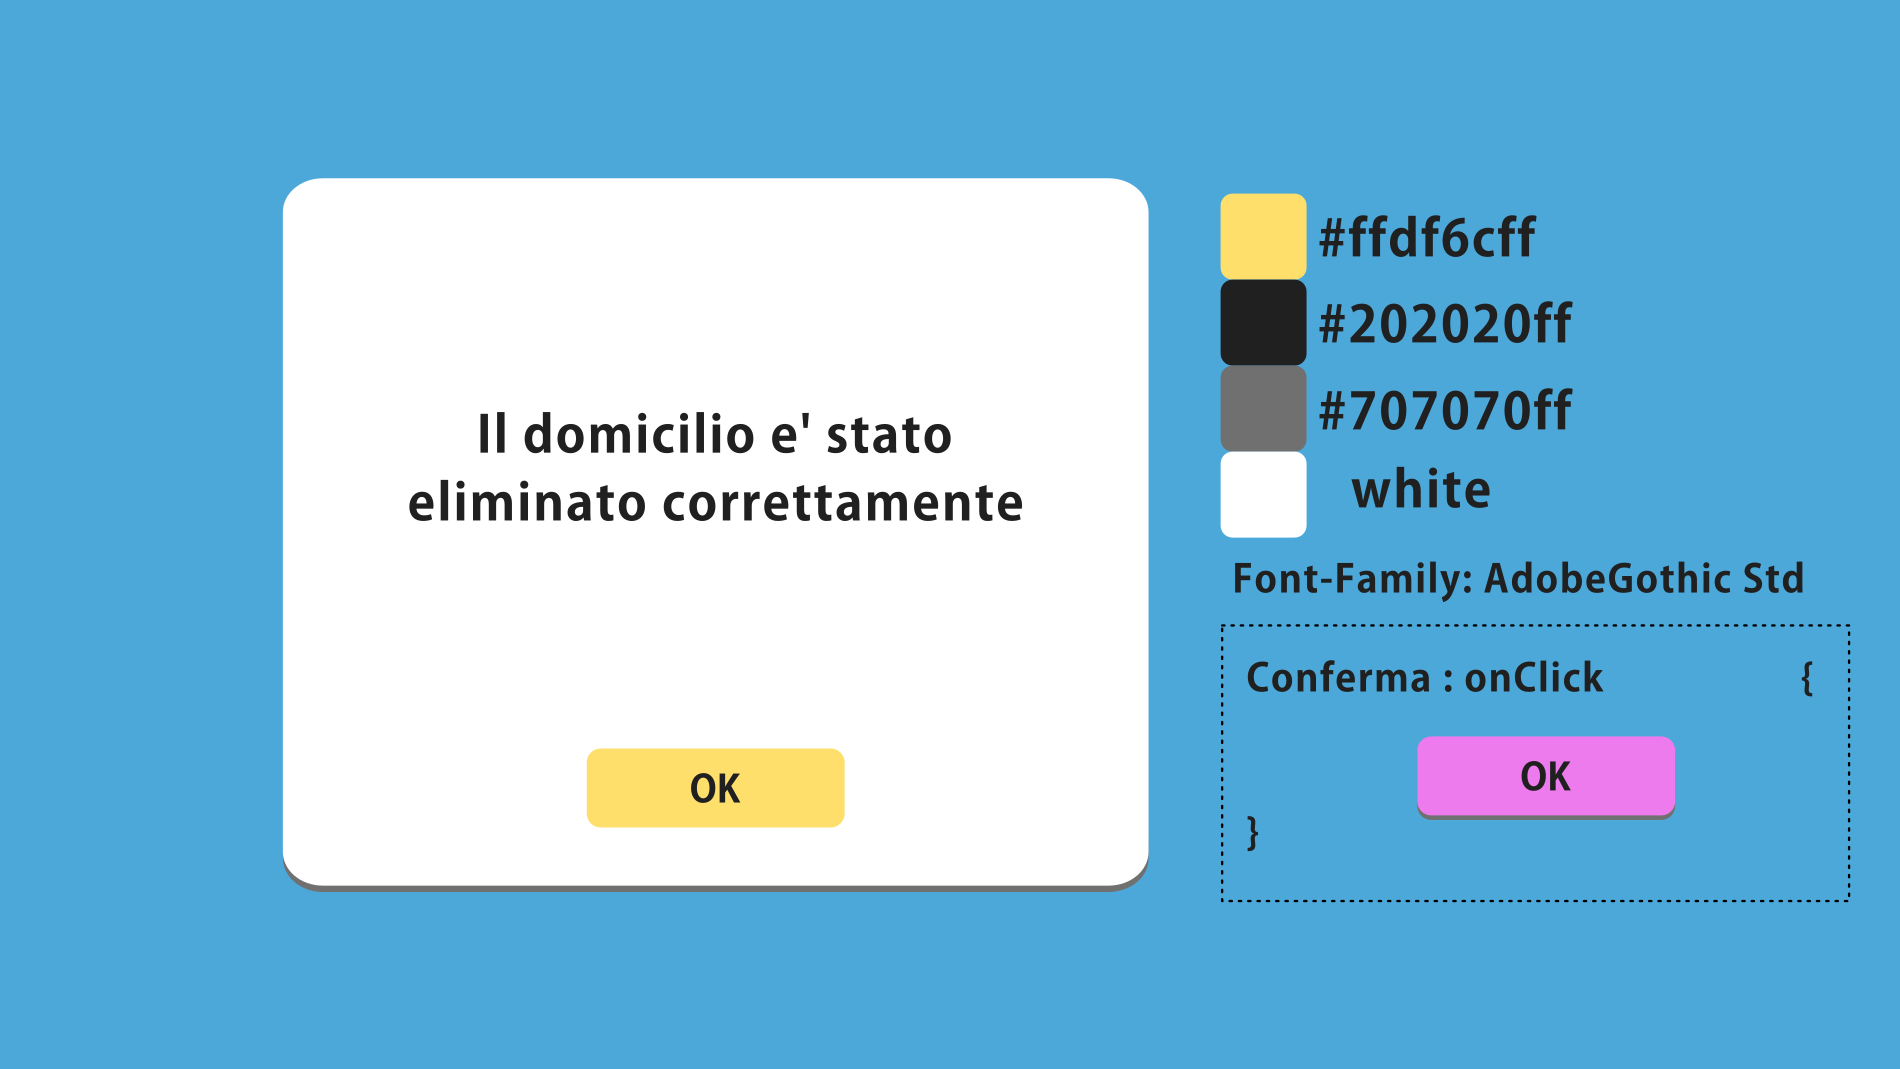 Il domicilio e' stato
eliminato correttamente
OK
#ffdf6cff
#202020ff
#707070ff
white
Font-Family: AdobeGothic Std
Conferma : onClick {
OK
}